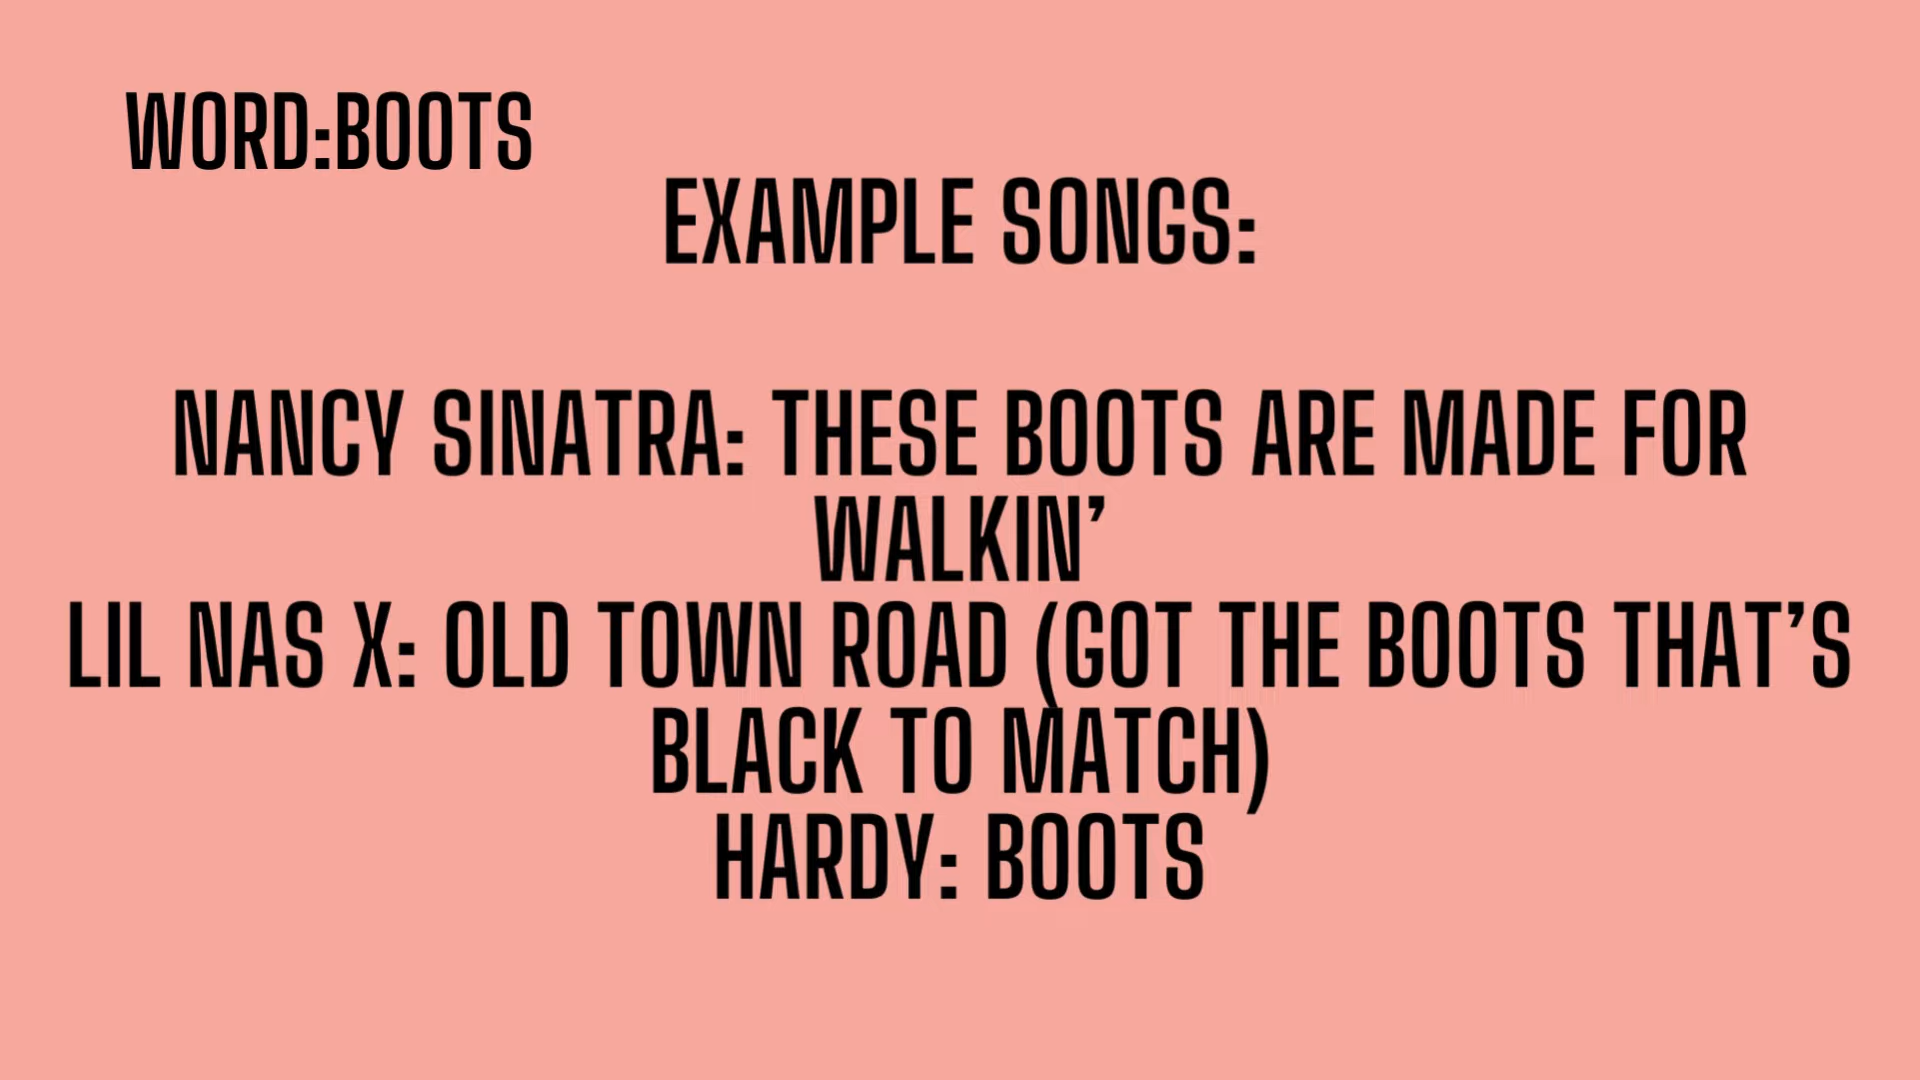 WORD:BOOTS
EXAMPLE SONGS:
NANCY SINATRA: THESE BOOTS ARE MADE FOR
WALKIN’
LIL NAS X: OLD TOWN ROAD (GOT THE BOOTS THAT’S
BLACK TO MATCH)
HARDY: BOOTS